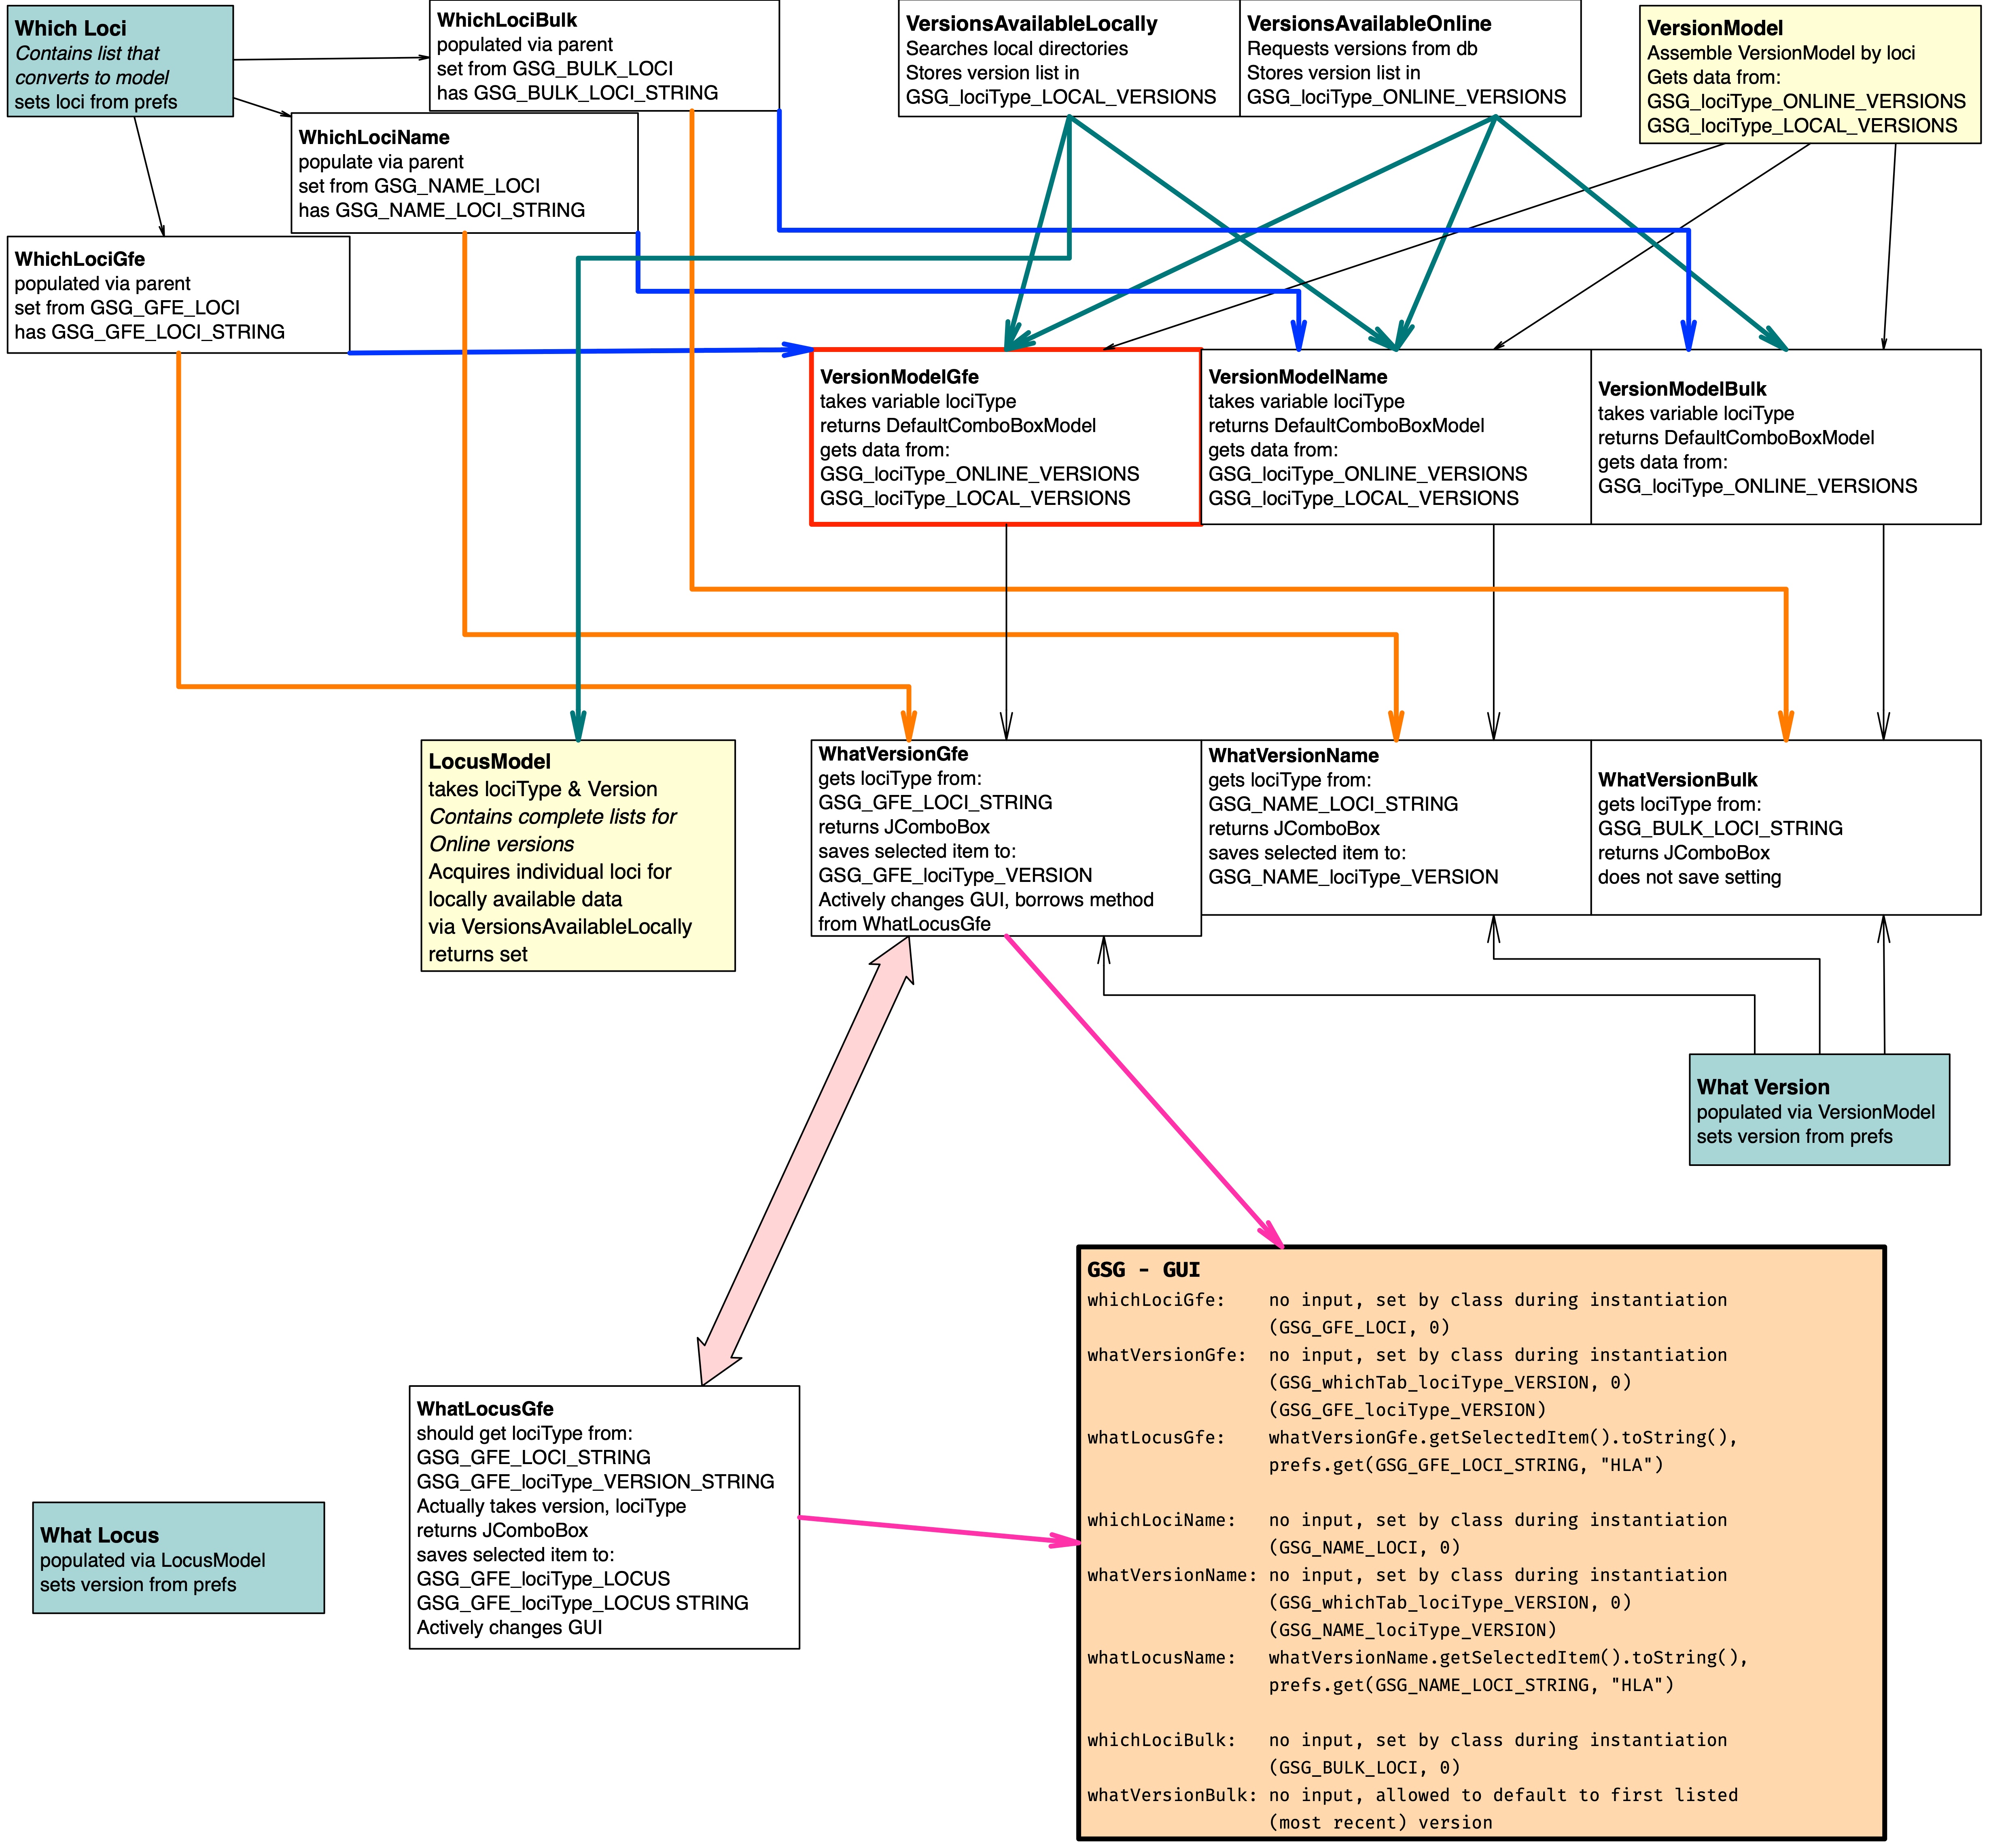 Which Loci
Contains list that
converts to model
sets loci from prefs
WhichLociBulk
populated via parent
set from GSG_BULK_LOCI
has GSG_BULK_LOCI_STRING
VersionsAvailableLocally
Searches local directories
Stores version list in
GSG_lociType_LOCAL_VERSIONS
VersionsAvailableOnline
Requests versions from db
Stores version list in
GSG_lociType_ONLINE_VERSIONS
VersionModel
Assemble VersionModel by loci
Gets data from:
GSG_lociType_ONLINE_VERSIONS
GSG_lociType_LOCAL_VERSIONS
WhichLociName
populate via parent
set from GSG_NAME_LOCI
has GSG_NAME_LOCI_STRING
WhichLociGfe
populated via parent
set from GSG_GFE_LOCI
has GSG_GFE_LOCI_STRING
VersionModelGfe
takes variable lociType
returns DefaultComboBoxModel
gets data from:
GSG_lociType_ONLINE_VERSIONS
GSG_lociType_LOCAL_VERSIONS
VersionModelName
takes variable lociType
returns DefaultComboBoxModel
gets data from:
GSG_lociType_ONLINE_VERSIONS
GSG_lociType_LOCAL_VERSIONS
VersionModelBulk
takes variable lociType
returns DefaultComboBoxModel
gets data from:
GSG_lociType_ONLINE_VERSIONS
LocusModel
takes lociType & Version
Contains complete lists for
Online versions
Acquires individual loci for
locally available data
via VersionsAvailableLocally
returns set
WhatVersionGfe
gets lociType from:
GSG_GFE_LOCI_STRING
returns JComboBox
saves selected item to:
GSG_GFE_lociType_VERSION
Actively changes GUI, borrows method
from WhatLocusGfe
WhatVersionName
gets lociType from:
GSG_NAME_LOCI_STRING
returns JComboBox
saves selected item to:
GSG_NAME_lociType_VERSION
WhatVersionBulk
gets lociType from:
GSG_BULK_LOCI_STRING
returns JComboBox
does not save setting
What Version
populated via VersionModel
sets version from prefs
What Locus
populated via LocusModel
sets version from prefs
WhatLocusGfe
should get lociType from:
GSG_GFE_LOCI_STRING
GSG_GFE_lociType_VERSION_STRING
Actually takes version, lociType
returns JComboBox
saves selected item to:
GSG_GFE_lociType_LOCUS
GSG_GFE_lociType_LOCUS STRING
Actively changes GUI
GSG - GUI
whichLociGfe: no input, set by class during instantiation
(GSG_GFE_LOCI, 0)
whatVersionGfe: no input, set by class during instantiation
(GSG_whichTab_lociType_VERSION, 0)
(GSG_GFE_lociType_VERSION)
whatLocusGfe: whatVersionGfe.getSelectedItem().toString(),
prefs.get(GSG_GFE_LOCI_STRING, "HLA")
whichLociName: no input, set by class during instantiation
(GSG_NAME_LOCI, 0)
whatVersionName: no input, set by class during instantiation
(GSG_whichTab_lociType_VERSION, 0)
(GSG_NAME_lociType_VERSION)
whatLocusName: whatVersionName.getSelectedItem().toString(),
prefs.get(GSG_NAME_LOCI_STRING, "HLA")
whichLociBulk: no input, set by class during instantiation
(GSG_BULK_LOCI, 0)
whatVersionBulk: no input, allowed to default to first listed
(most recent) version